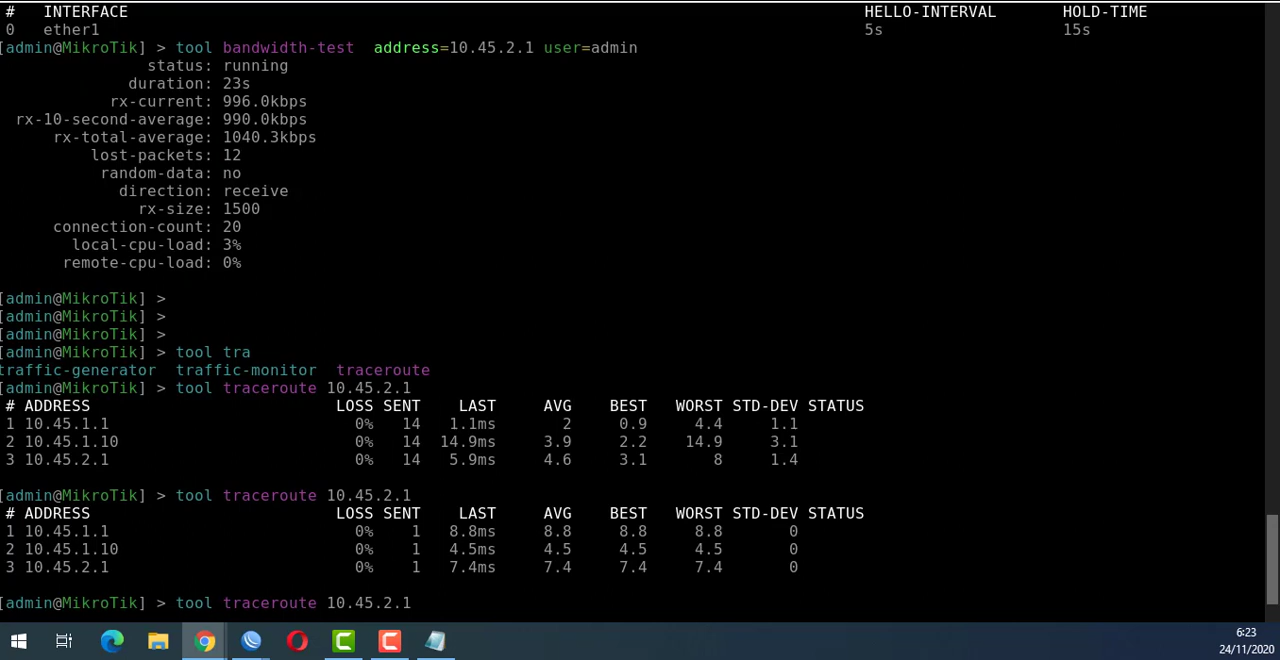 # INTERFACE HELLO-INTERVAL HOLD-TIME
0 ether1 5s 15s
[admin@MikroTik] > tool bandwidth-test address=10.45.2.1 user=admin
status: running
duration: 23s
rx-current: 996.0kbps
rx-10-second-average: 990.0kbps
rx-total-average: 1040.3kbps
lost-packets: 12
random-data: no
direction: receive
rx-size: 1500
connection-count: 20
local-cpu-load: 3%
remote-cpu-load: 0%
[admin@MikroTik] >
[admin@MikroTik] >
[admin@MikroTik] >
[admin@MikroTik] > tool tra
traffic-generator traffic-monitor traceroute
[admin@MikroTik] > tool traceroute 10.45.2.1
# ADDRESS LOSS SENT LAST AVG BEST WORST STD-DEV STATUS
1 10.45.1.1 0% 14 1.1ms 2 0.9 4.4 1.1
2 10.45.1.10 0% 14 14.9ms 3.9 2.2 14.9 3.1
3 10.45.2.1 0% 14 5.9ms 4.6 3.1 8 1.4
[admin@MikroTik] > tool traceroute 10.45.2.1
# ADDRESS LOSS SENT LAST AVG BEST WORST STD-DEV STATUS
1 10.45.1.1 0% 1 8.8ms 8.8 8.8 8.8 0
2 10.45.1.10 0% 1 4.5ms 4.5 4.5 4.5 0
3 10.45.2.1 0% 1 7.4ms 7.4 7.4 7.4 0
[admin@MikroTik] > tool traceroute 10.45.2.1
6:23
24/11/2020